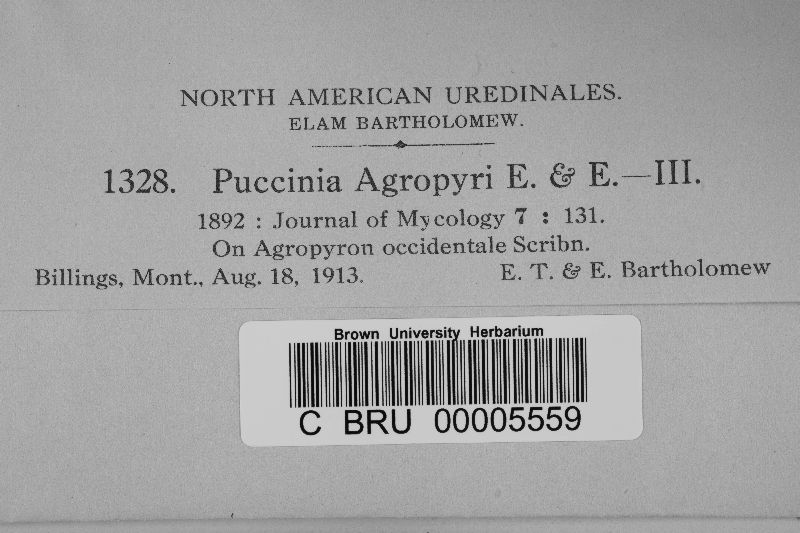 NORTH AMERICAN UREDINALES.
ELAM BARTHOLOMEW.
1328. Puccinia Agropyri E. & E.—III.
1892 : Journal of Mycology 7 : 131.
On Agropyron occidentale Scribn.
Billings, Mont., Aug. 18, 1913. E. T. & E. Bartholomew
Brown University Herbarium
C BRU 00005559